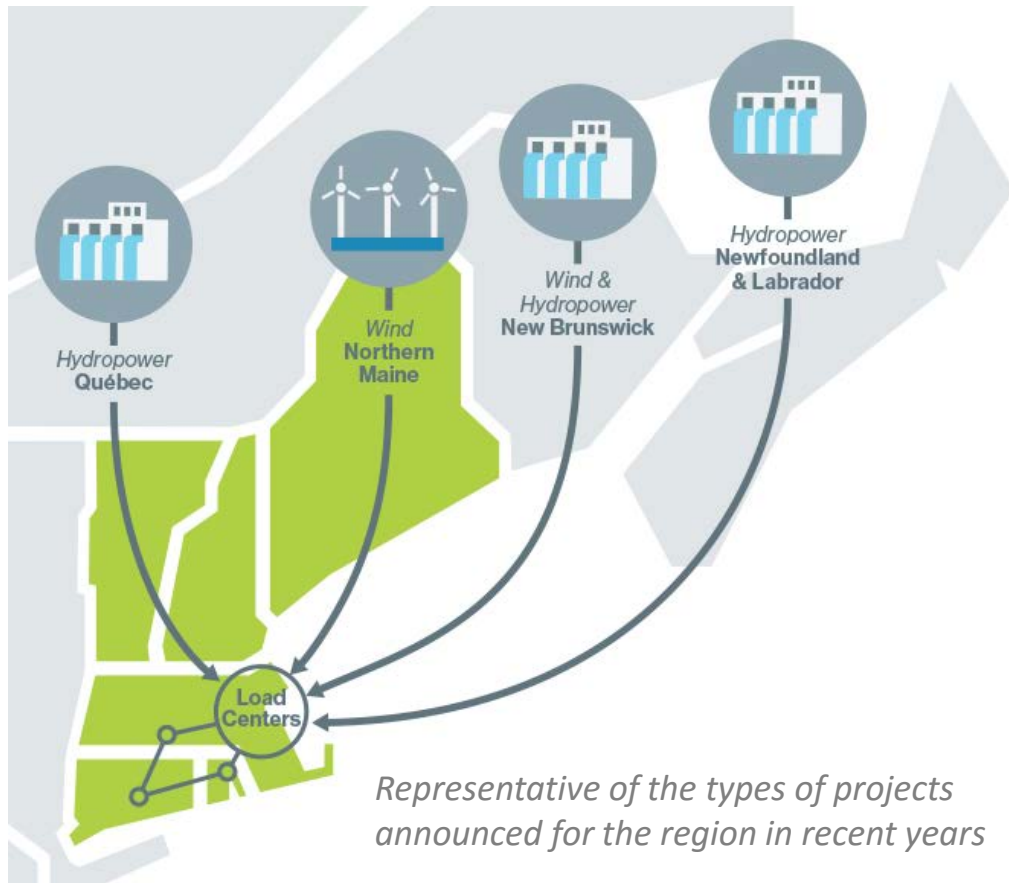 Hydropower
Québec
Wind
Northern
Maine
Wind &
Hydropower
New Brunswick
Hydropower
Newfoundland
& Labrador
Load
Centers
Representative of the types of projects
announced for the region in recent years